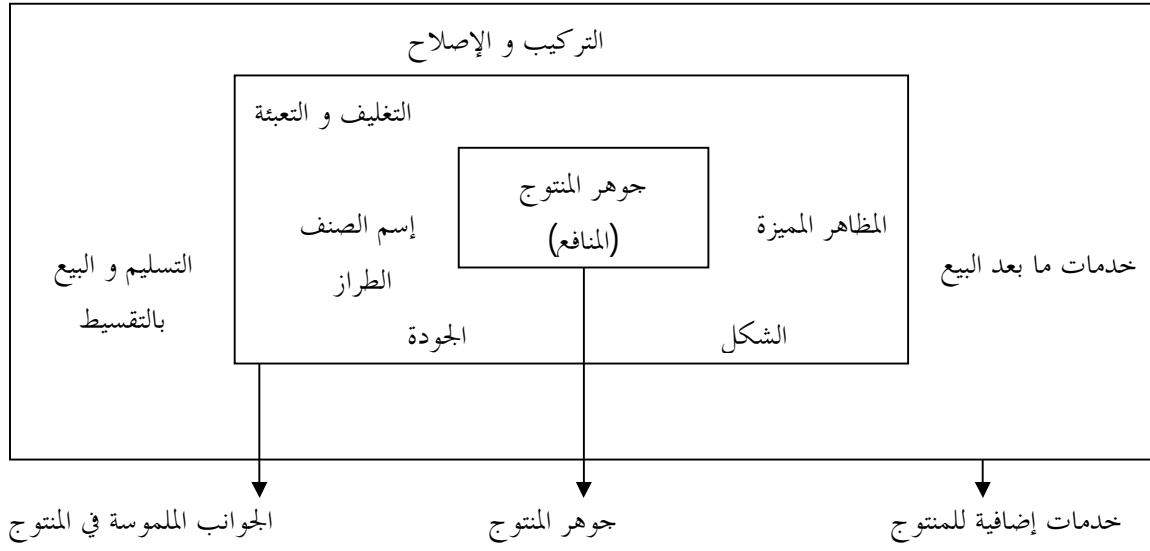 التركيب و الإصلاح
التغليف و التعبئة
جوهر المنتوج
(المنافع)
المظاهر المميزة
إسم الصنف
الطراز
خدمات ما بعد البيع
التسليم و البيع
بالتقسيط
الشكل
الجودة
خدمات إضافية للمنتوج
جوهر المنتوج
الجوانب الملموسة في المنتوج